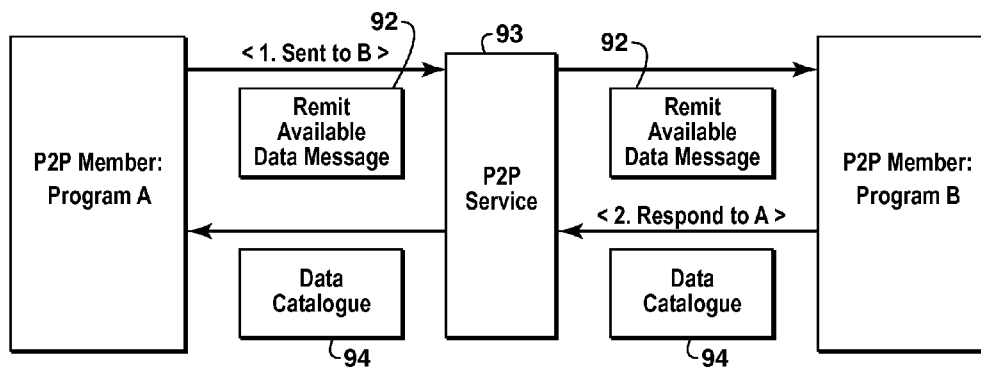 92
93
92
< 1. Sent to B >
Remit
Available
Data Message
Remit
Available
Data Message
P2P Member:
Program A
P2P
Service
P2P Member:
Program B
< 2. Respond to A >
Data
Catalogue
Data
Catalogue
94
94